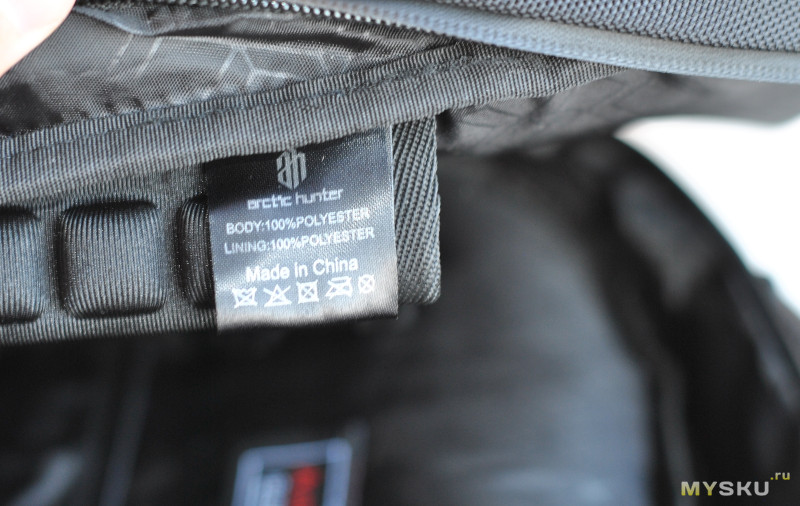 arctic hunter
BODY:100%POLYESTER
LINING:100%POLYESTER
Made in China
MYSKU.ru